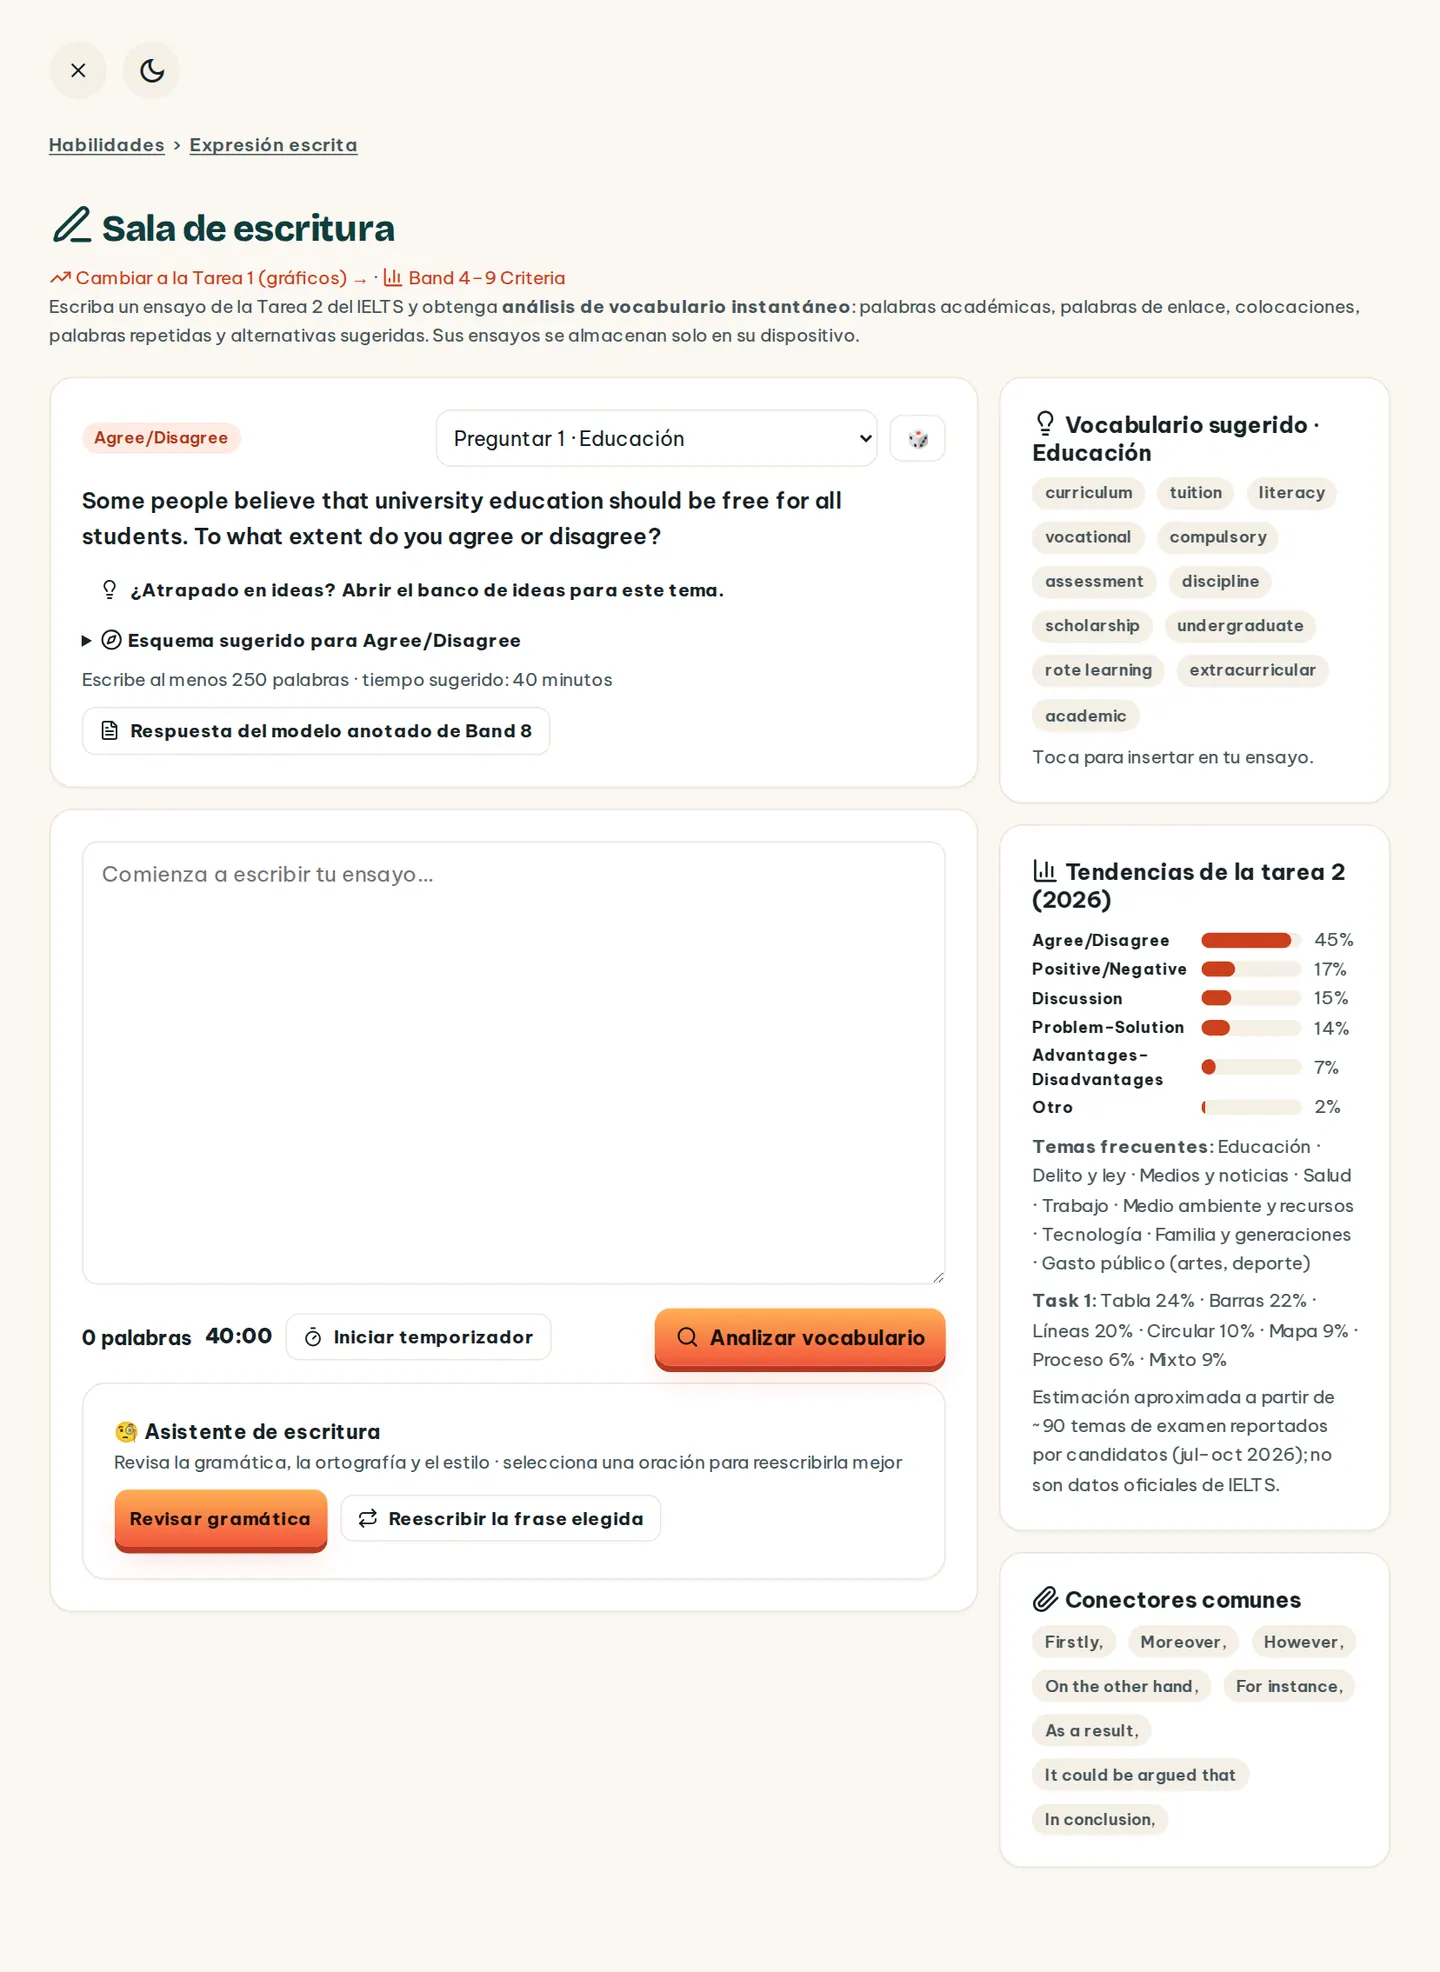 Habilidades › Expresión escrita
Sala de escritura
Cambiar a la Tarea 1 (gráficos) → · Band 4–9 Criteria
Escriba un ensayo de la Tarea 2 del IELTS y obtenga análisis de vocabulario instantáneo: palabras académicas, palabras de enlace, colocaciones,
palabras repetidas y alternativas sugeridas. Sus ensayos se almacenan solo en su dispositivo.
Agree/Disagree
Preguntar 1 · Educación
Some people believe that university education should be free for all
students. To what extent do you agree or disagree?
¿Atrapado en ideas? Abrir el banco de ideas para este tema.
Esquema sugerido para Agree/Disagree
Escribe al menos 250 palabras · tiempo sugerido: 40 minutos
Respuesta del modelo anotado de Band 8
Comienza a escribir tu ensayo...
0 palabras 40:00 Iniciar temporizador
Analizar vocabulario
Asistente de escritura
Revisa la gramática, la ortografía y el estilo · selecciona una oración para reescribirla mejor
Revisar gramática
Reescribir la frase elegida
Vocabulario sugerido ·
Educación
curriculum tuition literacy
vocational compulsory
assessment discipline
scholarship undergraduate
rote learning extracurricular
academic
Toca para insertar en tu ensayo.
Tendencias de la tarea 2
(2026)
Agree/Disagree 45%
Positive/Negative 17%
Discussion 15%
Problem–Solution 14%
Advantages–
Disadvantages 7%
Otro 2%
Temas frecuentes: Educación ·
Delito y ley · Medios y noticias · Salud
· Trabajo · Medio ambiente y recursos
· Tecnología · Familia y generaciones
· Gasto público (artes, deporte)
Task 1: Tabla 24% · Barras 22% ·
Líneas 20% · Circular 10% · Mapa 9% ·
Proceso 6% · Mixto 9%
Estimación aproximada a partir de
~90 temas de examen reportados
por candidatos (jul–oct 2026); no
son datos oficiales de IELTS.
Conectores comunes
Firstly, Moreover, However,
On the other hand, For instance,
As a result,
It could be argued that
In conclusion,